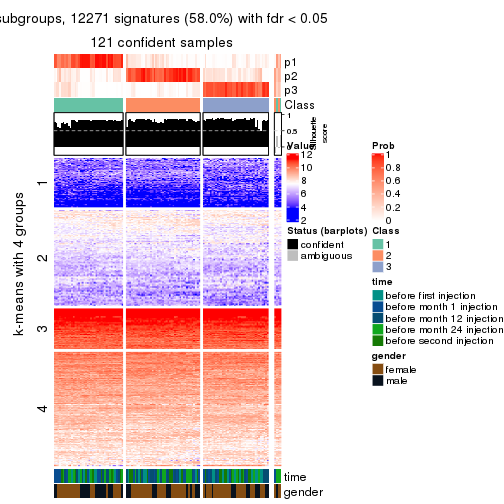 subgroups, 12271 signatures (58.0%) with fdr < 0.05
121 confident samples
p1
p2
p3
Class
1
0.5
0
Silhouette
score
k-means with 4 groups
1
2
3
4
time
gender
Value
12
10
8
6
4
2
Prob
1
0.8
0.6
0.4
0.2
0
Status (barplots)
confident
ambiguous
Class
1
2
3
time
before first injection
before month 1 injection
before month 12 injection
before month 24 injection
before second injection
gender
female
male